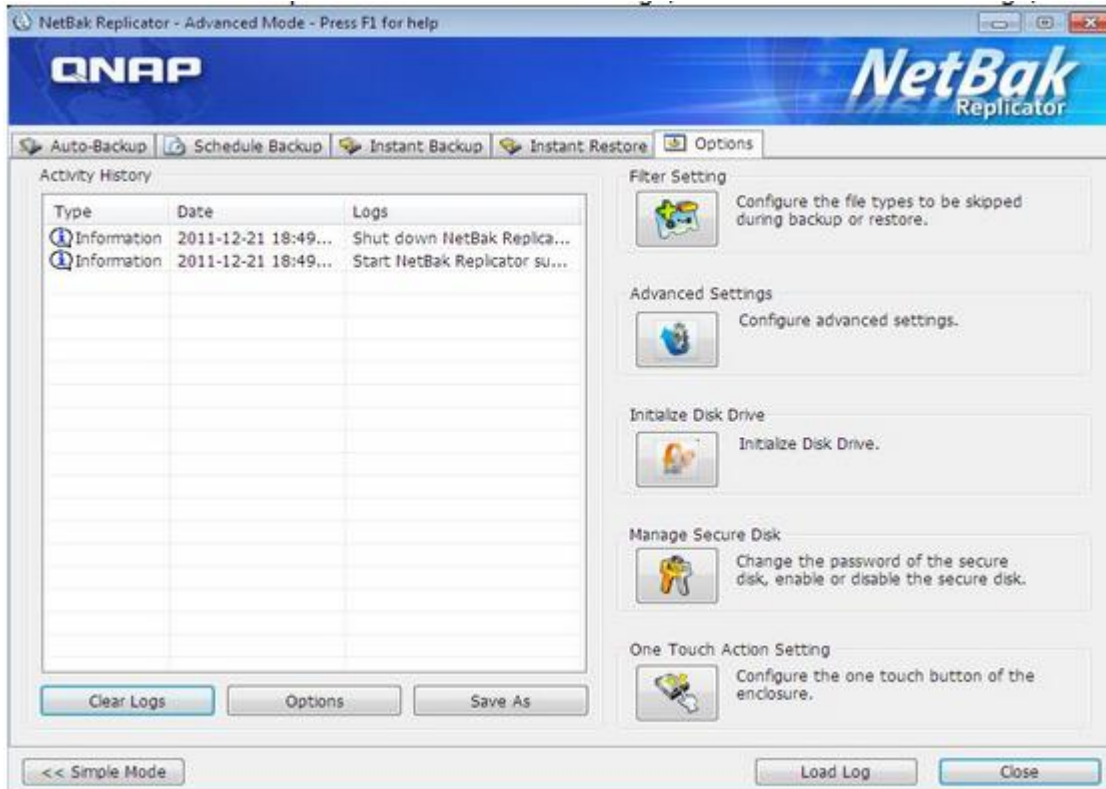 NetBak Replicator - Advanced Mode - Press F1 for help
QNAP
NetBak
Replicator
Auto-Backup
Schedule Backup
Instant Backup
Instant Restore
Options
Activity History
Type Date Logs
Information 2011-12-21 18:49... Shut down NetBak Replica...
Information 2011-12-21 18:49... Start NetBak Replicator su...
Clear Logs
Options
Save As
Filter Setting
Configure the file types to be skipped
during backup or restore.
Advanced Settings
Configure advanced settings.
Initialize Disk Drive
Initialize Disk Drive.
Manage Secure Disk
Change the password of the secure
disk, enable or disable the secure disk.
One Touch Action Setting
Configure the one touch button of the
enclosure.
<< Simple Mode
Load Log
Close